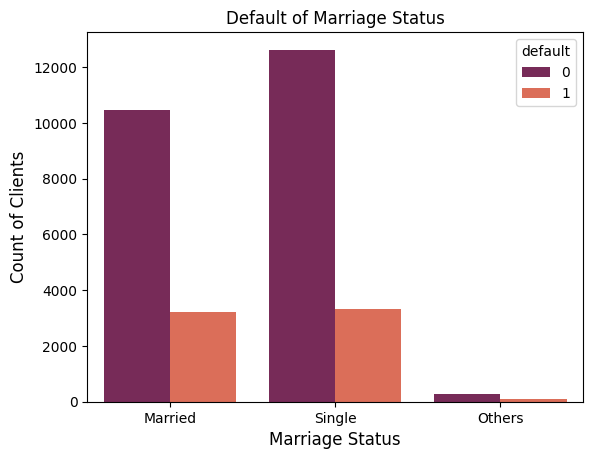 Default of Marriage Status
default
0
1
12000
10000
8000
6000
4000
2000
0
Count of Clients
Married
Single
Others
Marriage Status